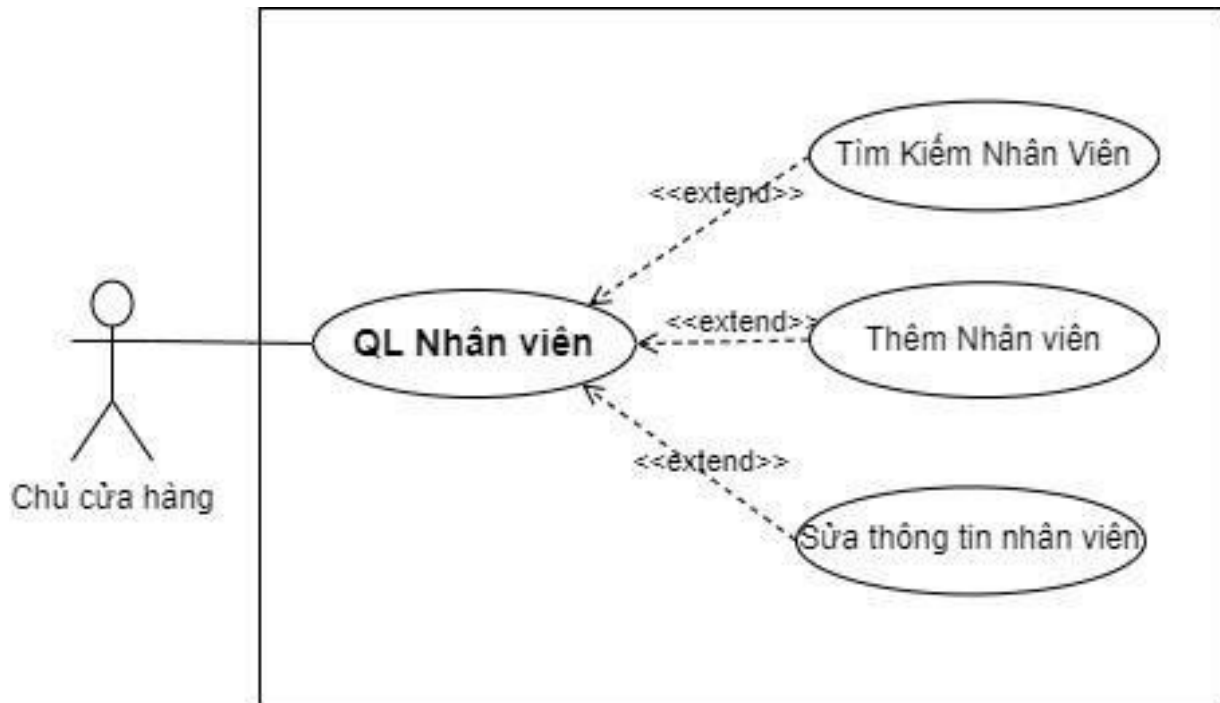 Tìm Kiếm Nhân Viên
<<extend>>
<<extend>>
QL Nhân viên
Thêm Nhân viên
<<extend>>
Chủ cửa hàng
Sửa thông tin nhân viên